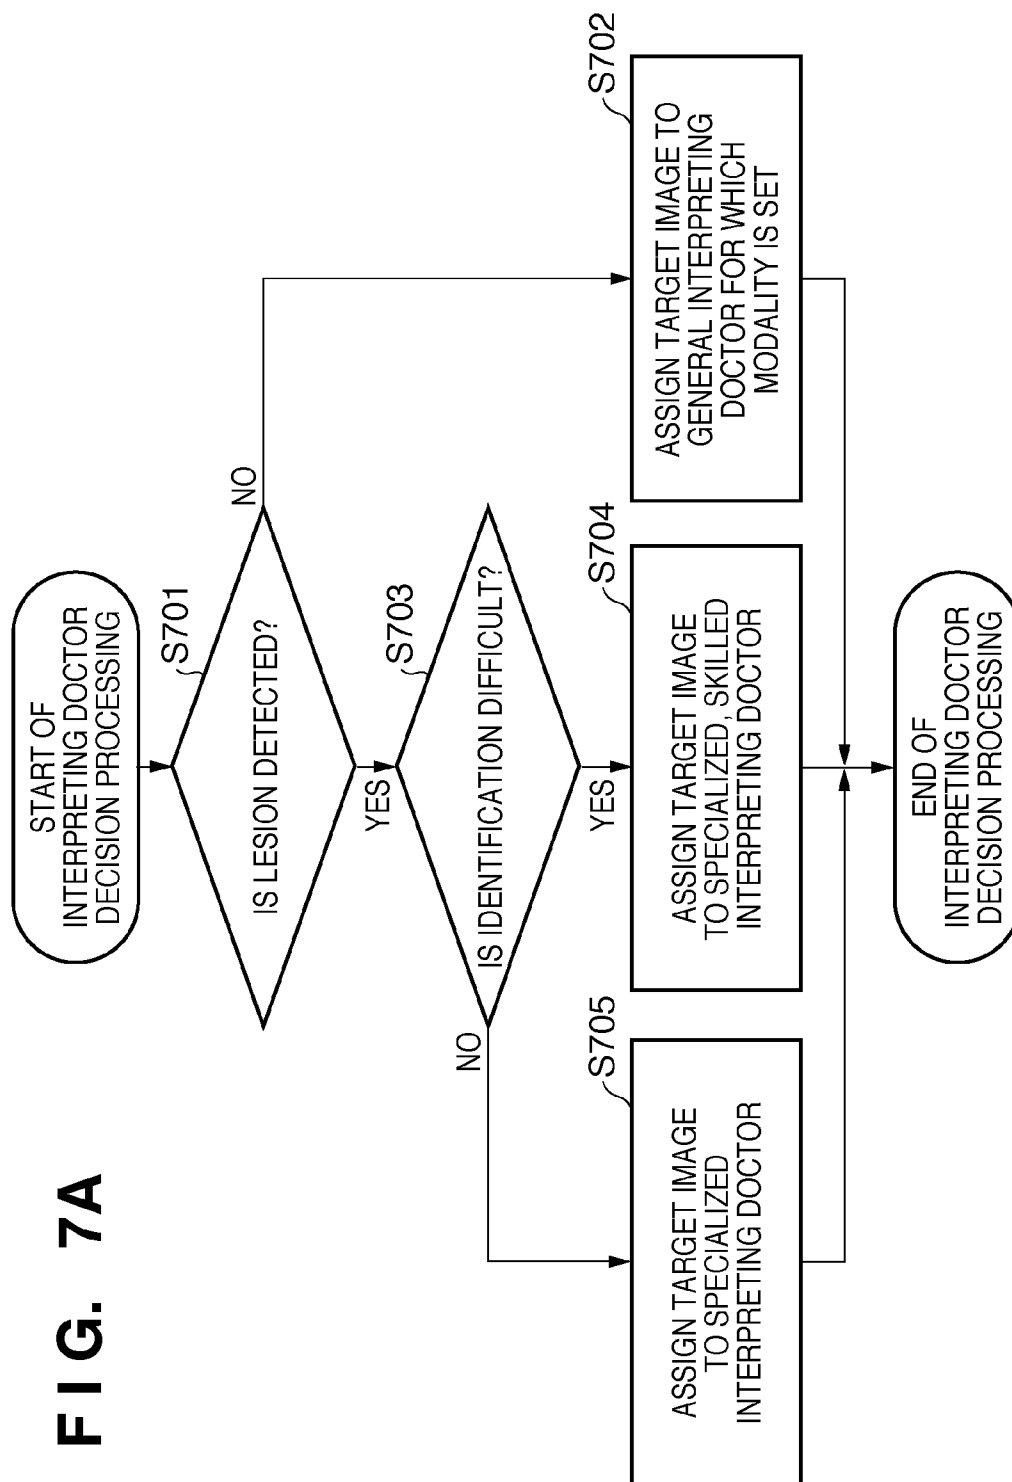 FIG. 7A
START OF
INTERPRETING DOCTOR
DECISION PROCESSING
S701
IS LESION DETECTED?
NO
YES
S703
IS IDENTIFICATION DIFFICULT?
NO
YES
S705
ASSIGN TARGET IMAGE
TO SPECIALIZED
INTERPRETING DOCTOR
S704
ASSIGN TARGET IMAGE
TO SPECIALIZED, SKILLED
INTERPRETING DOCTOR
S702
ASSIGN TARGET IMAGE TO
GENERAL INTERPRETING
DOCTOR FOR WHICH
MODALITY IS SET
END OF
INTERPRETING DOCTOR
DECISION PROCESSING